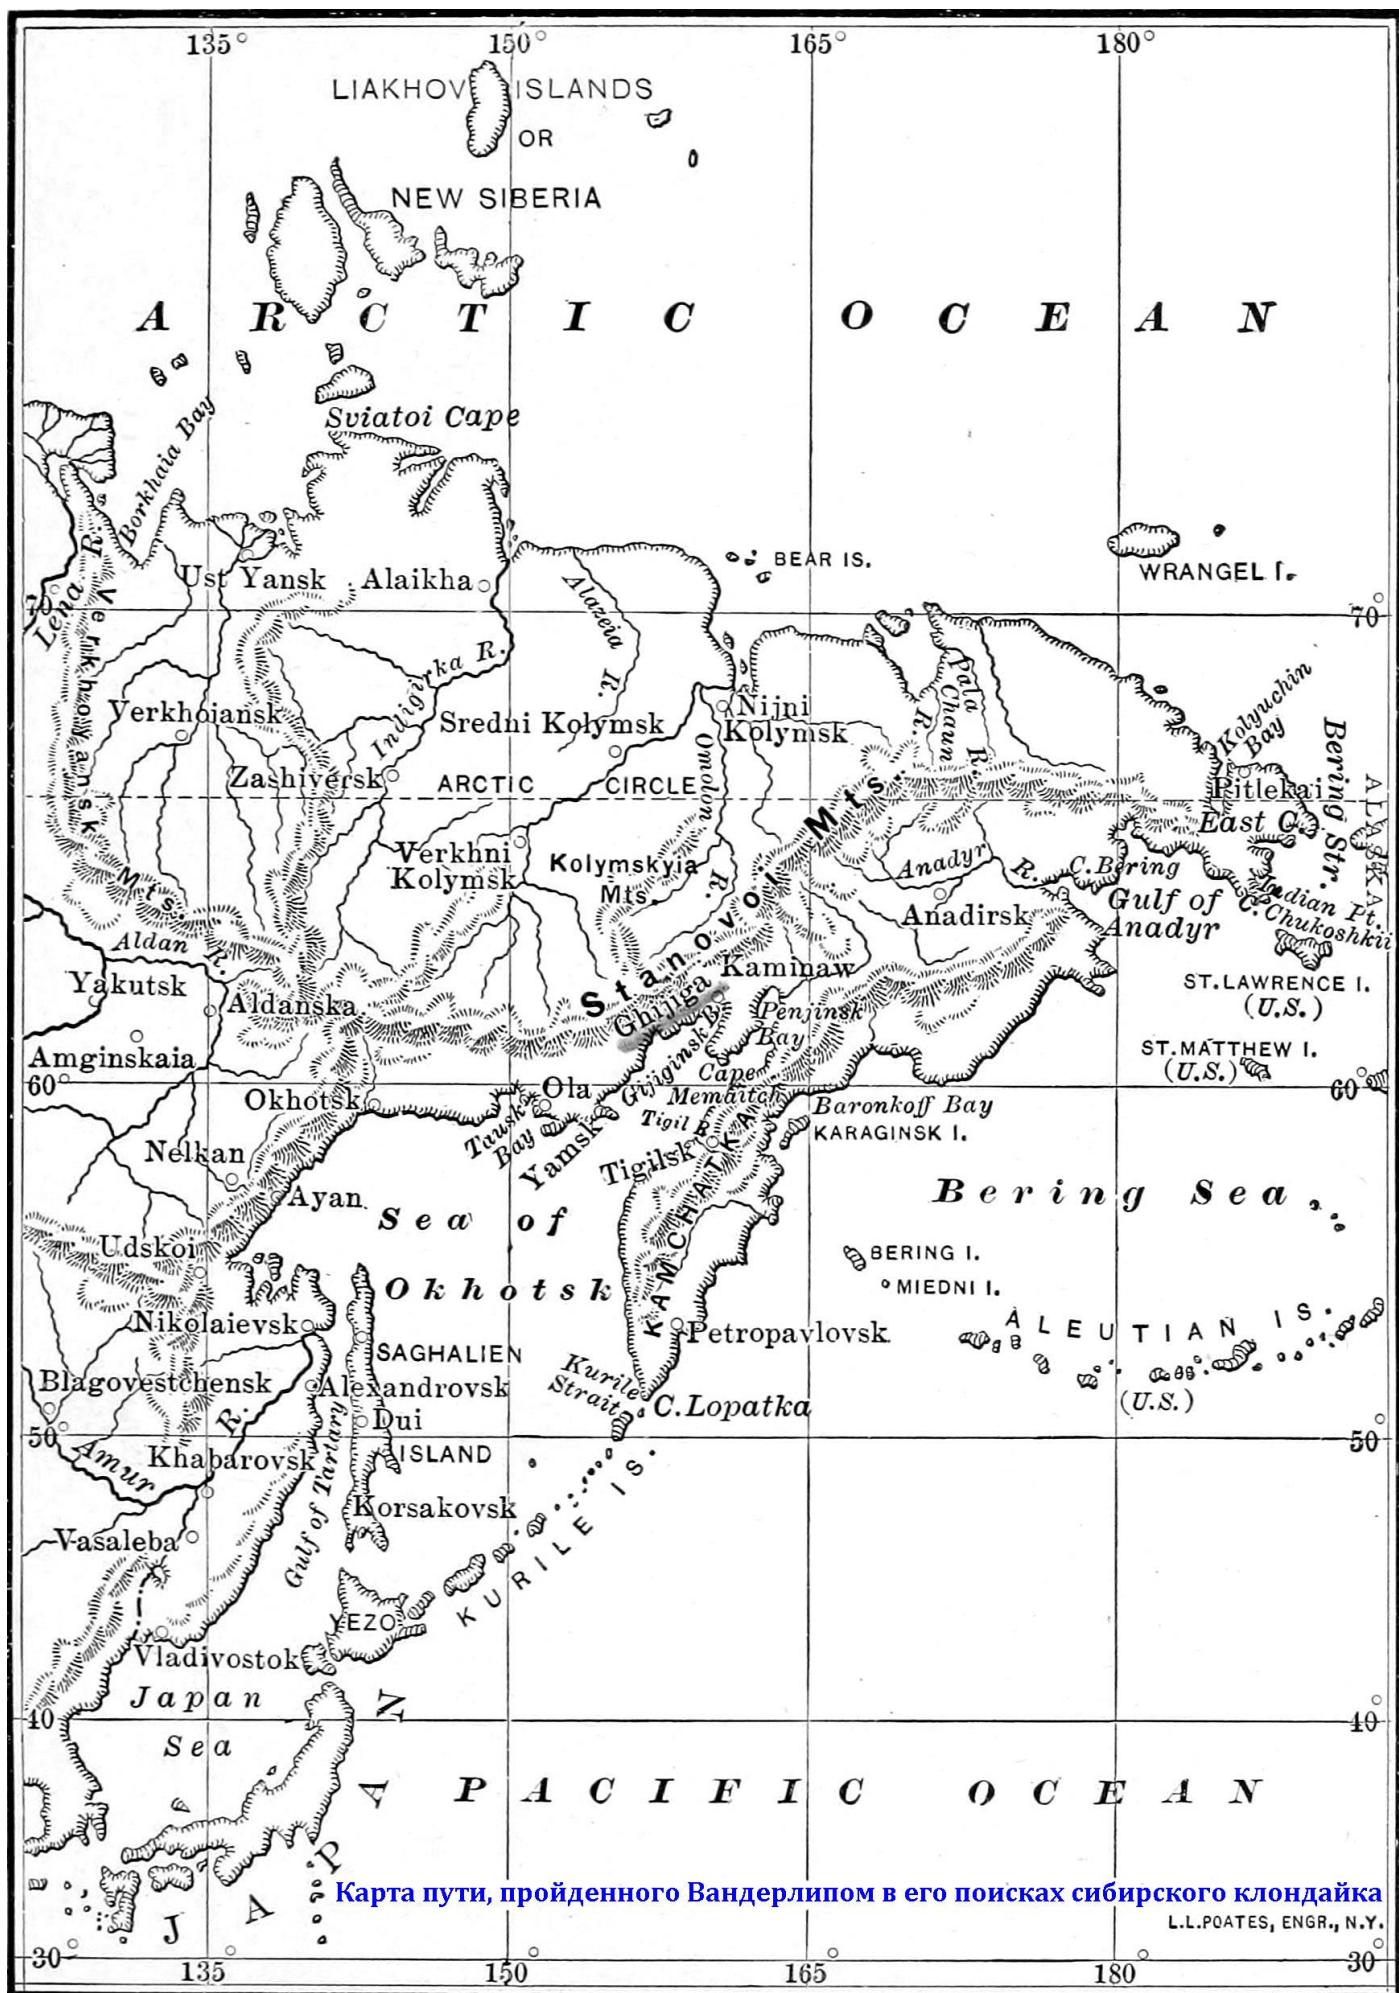 135° 150° 165° 180°
LIAKHOV ISLANDS
OR
NEW SIBERIA
ARCTIC OCEAN
Sviatoi Cape
Borkhaia Bay
Lena R.
Verkhoyansk Mts.
Ust Yansk
Alaikha
Alazeia R.
BEAR IS.
WRANGEL I.
70 70
Indigirka R.
Verkhoiansk
Sredni Kolymsk
Nijni
Kolymsk
Omolon R.
Pala R.
Chaun R.
Kolyuchin
Bay
Bering Str.
ALASKA
Zashiversk
ARCTIC CIRCLE
Pitlekai
East C.
Verkhni
Kolymsk
Kolymskyia
Mts.
Stanovoi Mts.
Anadyr R.
C.Bering
Anadirsk
Gulf of
Anadyr
Indian Pt.
C. Chukoshkii
Aldan R.
Yakutsk
Aldanska
Kaminaw
Ghijiga
Gijiginsk B.
Penjinsk
Bay
ST.LAWRENCE I.
(U.S.)
Amginskaia
ST.MATTHEW I.
(U.S.)
60 60
Okhotsk
Ola
Tausk
Bay
Yamsk
Cape
Mematch
Tigil B.
Baronkoff Bay
KARAGINSK I.
Nelkan
Tigilsk
Ayan
KAMCHATKA
Sea of
Okhotsk
Bering Sea
Udskoi
BERING I.
MIEDNI I.
Nikolaievsk
SAGHALIEN
Petropavlovsk
ALEUTIAN IS.
(U.S.)
Blagovestchensk
Alexandrovsk
Kurile
Strait
C.Lopatka
Dui
50 50
Amur R.
Khabarovsk
Gulf of Tartary
ISLAND
Korsakovsk
KURILE IS.
Vasaleba
YEZO
Vladivostok
Japan
Sea
40 40
JAPAN
PACIFIC OCEAN
Карта пути, пройденного Вандерлипом в его поисках сибирского клондайка
L.L.POATES, ENGR., N.Y.
30 30
135 150 165 180